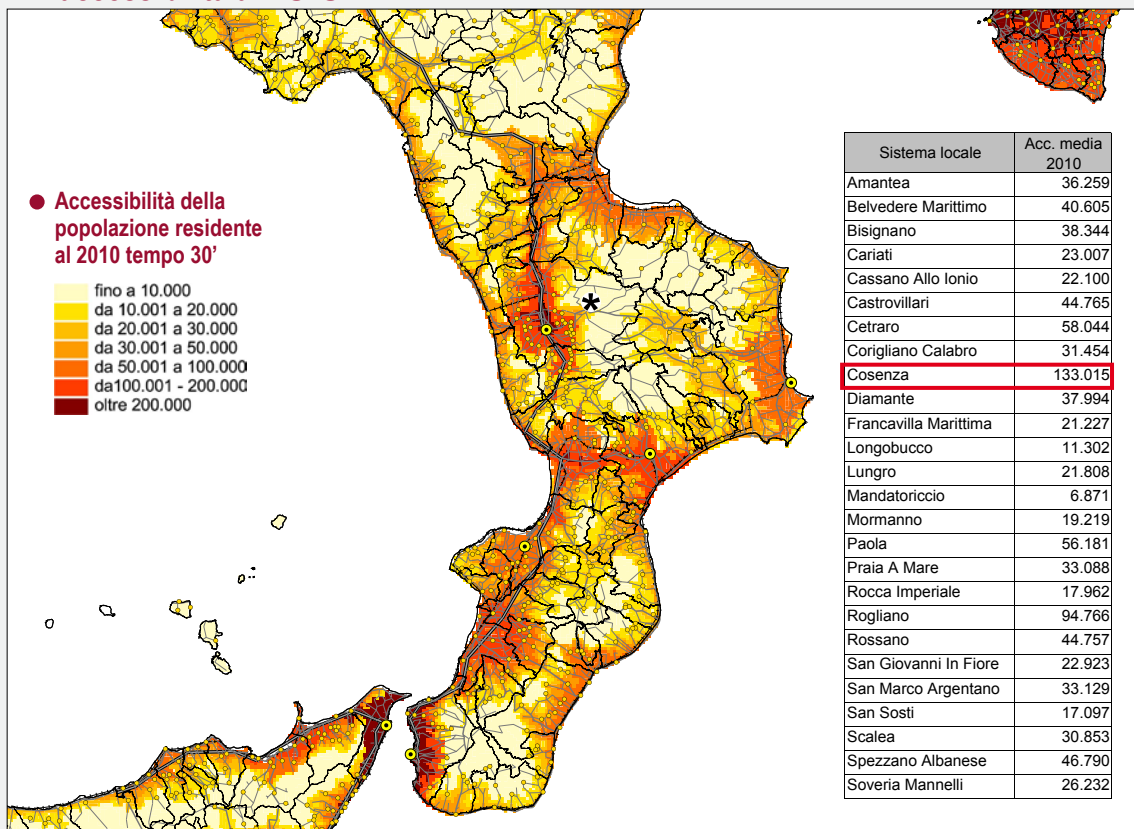 ● Accessibilità della
popolazione residente
al 2010 tempo 30’
fino a 10.000
da 10.001 a 20.000
da 20.001 a 30.000
da 30.001 a 50.000
da 50.001 a 100.000
da100.001 - 200.000
oltre 200.000
*
Sistema locale Acc. media
2010
Amantea 36.259
Belvedere Marittimo 40.605
Bisignano 38.344
Cariati 23.007
Cassano Allo Ionio 22.100
Castrovillari 44.765
Cetraro 58.044
Corigliano Calabro 31.454
Cosenza 133.015
Diamante 37.994
Francavilla Marittima 21.227
Longobucco 11.302
Lungro 21.808
Mandatoriccio 6.871
Mormanno 19.219
Paola 56.181
Praia A Mare 33.088
Rocca Imperiale 17.962
Rogliano 94.766
Rossano 44.757
San Giovanni In Fiore 22.923
San Marco Argentano 33.129
San Sosti 17.097
Scalea 30.853
Spezzano Albanese 46.790
Soveria Mannelli 26.232